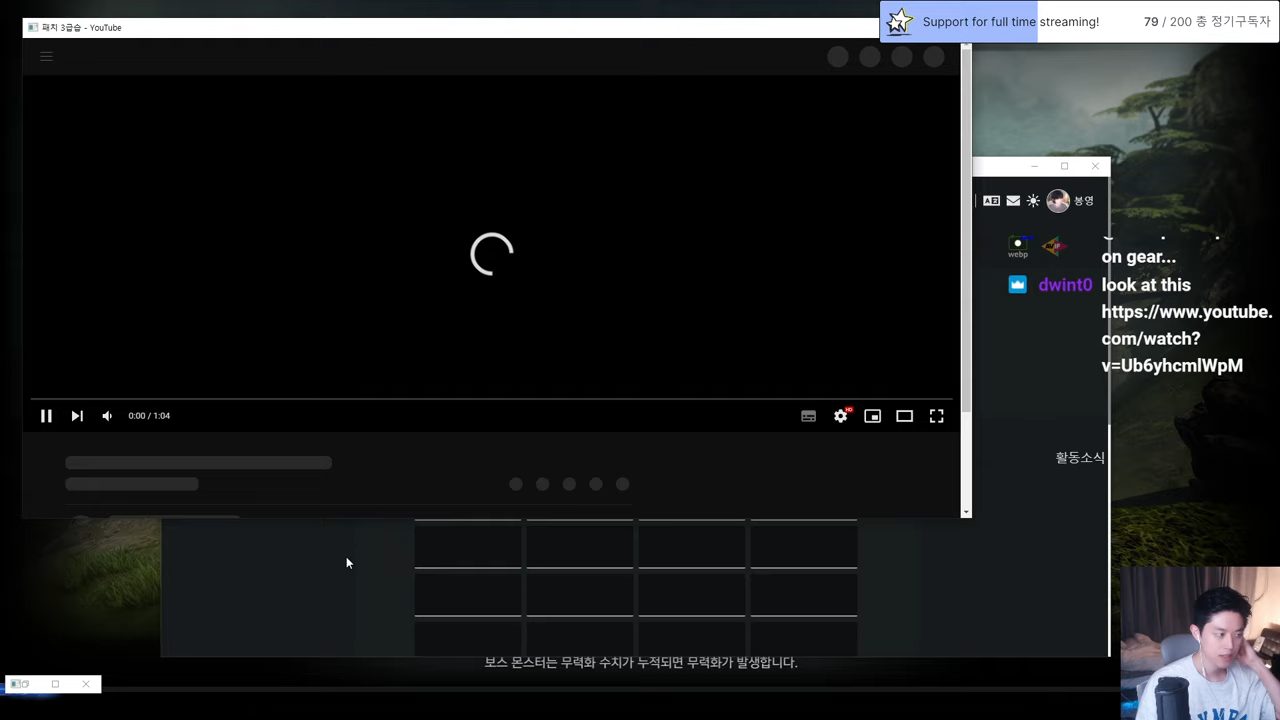 패지 3급습 - YouTube
Support for full time streaming!
79 / 200 종 정기구독자
봉영
webp
on gear...
dwint0
look at this
https://www.youtube.
com/watch?
v=Ub6yhcmlWpM
0:00 / 1:04
HD
활동소식
보스 몬스터는 무력화 수치가 누적되면 무력화가 발생합니다.